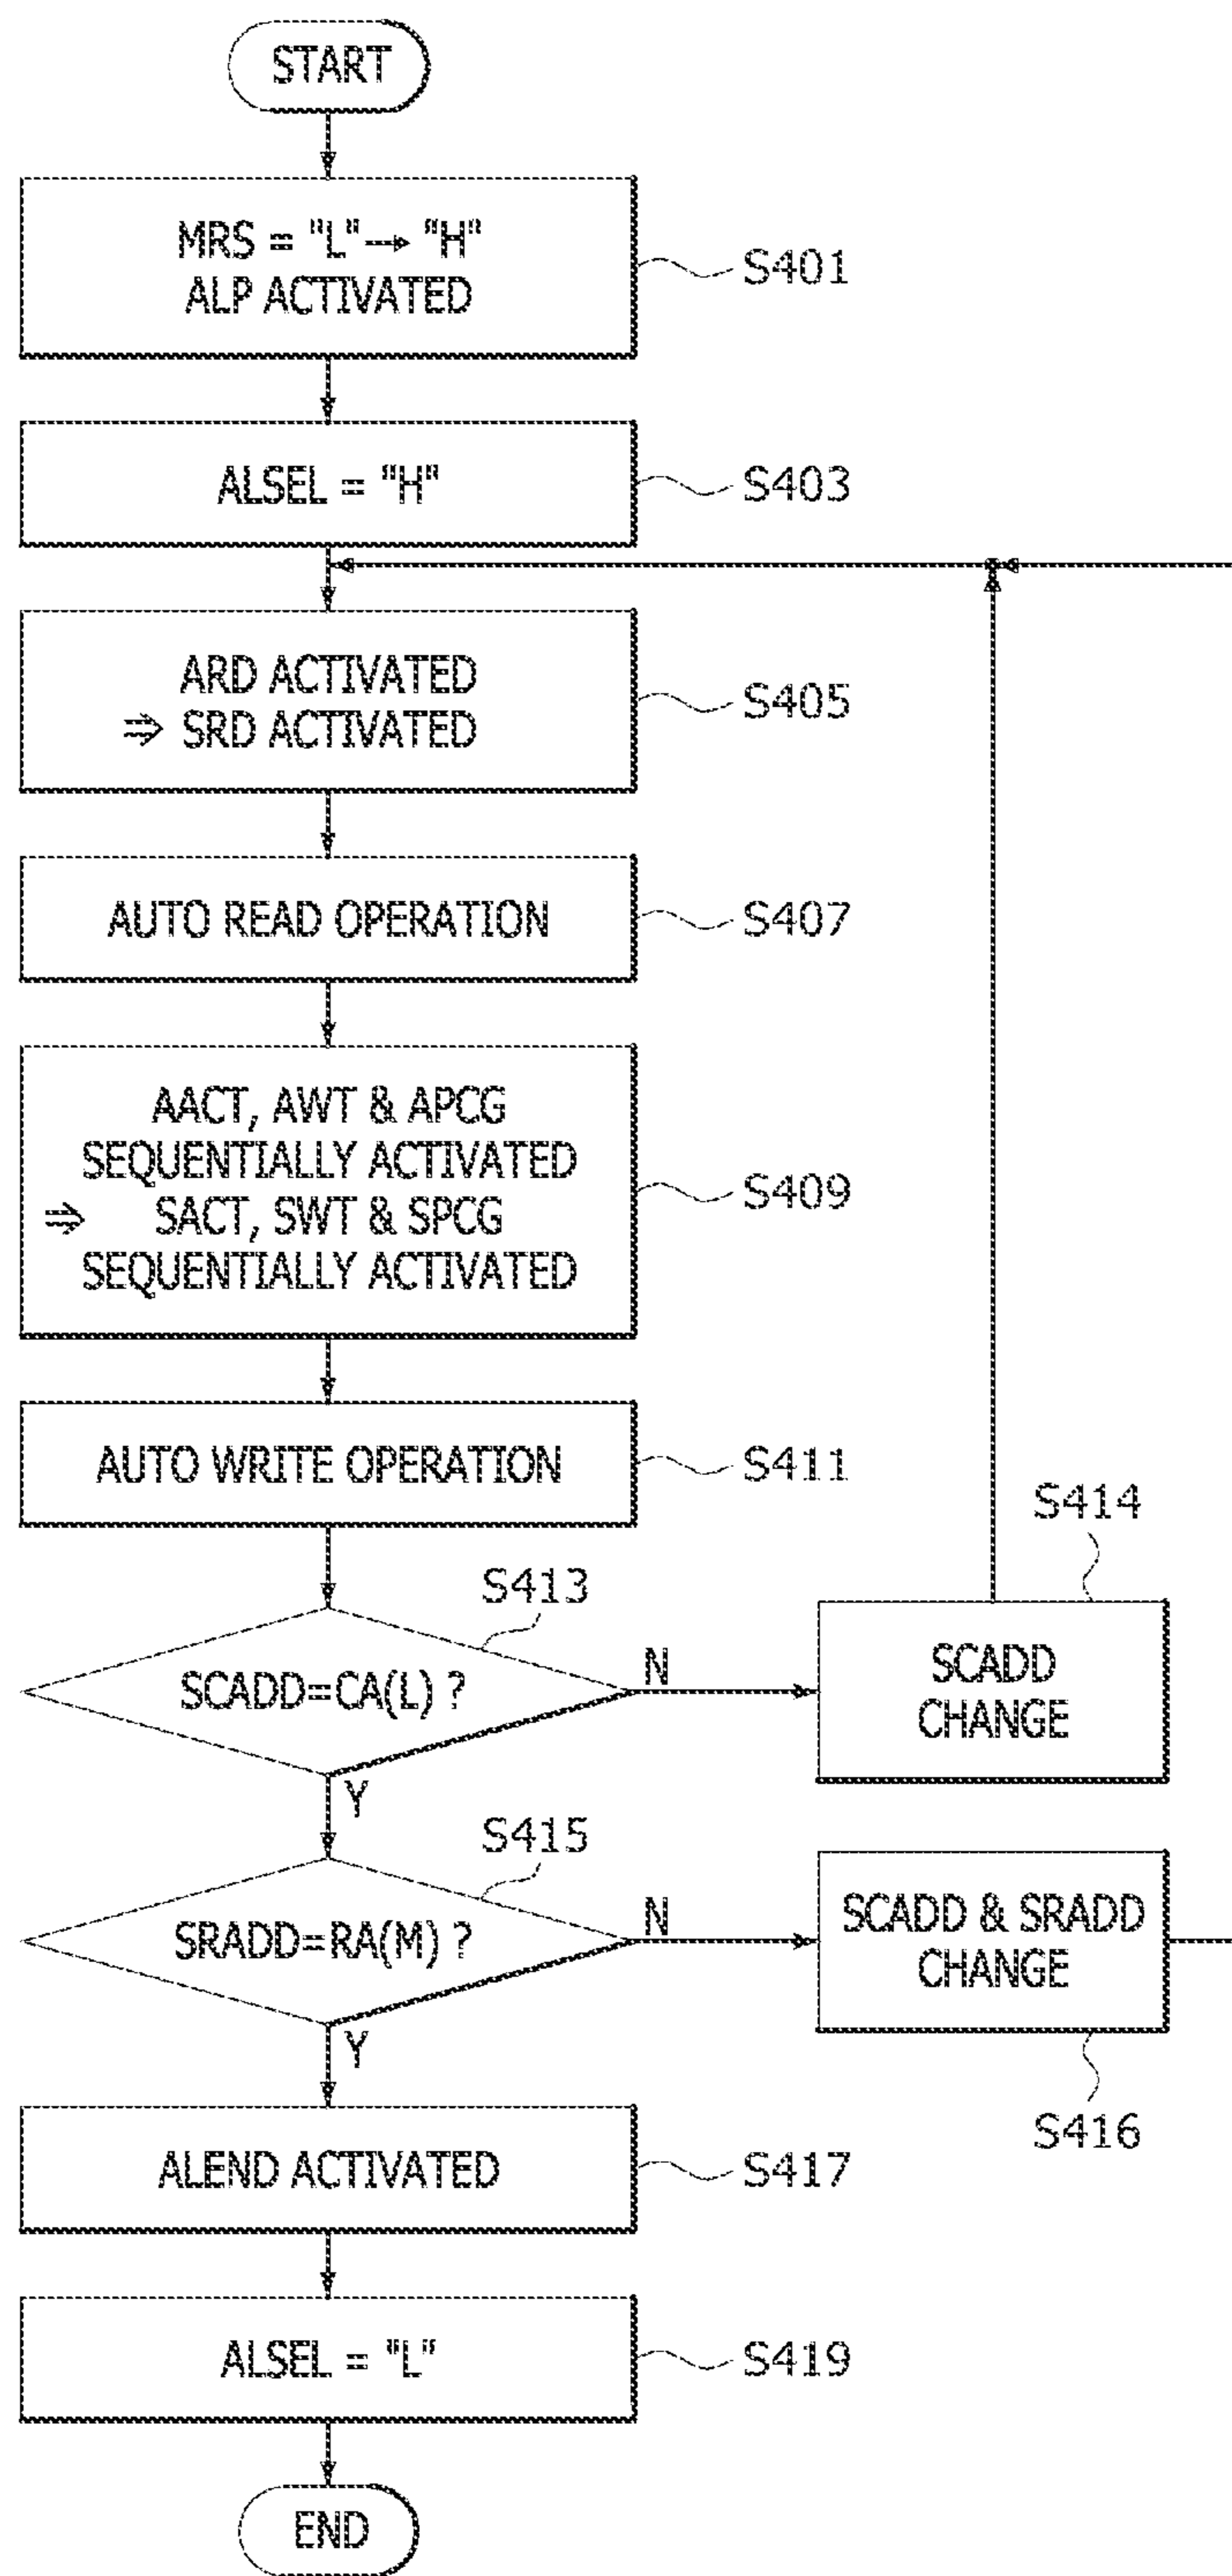 START
MRS = "L"→ "H"
ALP ACTIVATED
S401
ALSEL = "H"
S403
ARD ACTIVATED
⇒ SRD ACTIVATED
S405
AUTO READ OPERATION
S407
AACT, AWT & APCG
SEQUENTIALLY ACTIVATED
⇒ SACT, SWT & SPCG
SEQUENTIALLY ACTIVATED
S409
AUTO WRITE OPERATION
S411
S413
SCADD=CA(L) ?
N
Y
S414
SCADD
CHANGE
S415
SRADD=RA(M) ?
N
Y
SCADD & SRADD
CHANGE
S416
ALEND ACTIVATED
S417
ALSEL = "L"
S419
END